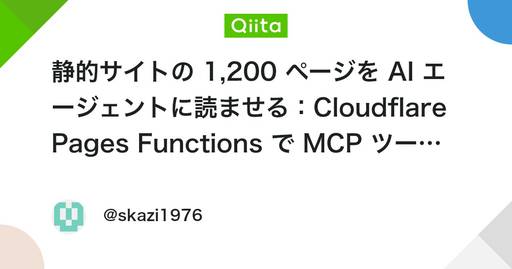 Qiita
静的サイトの 1,200 ページを AI エ
ージェントに読ませる：Cloudflare
Pages Functions で MCP ツー…
@skazi1976